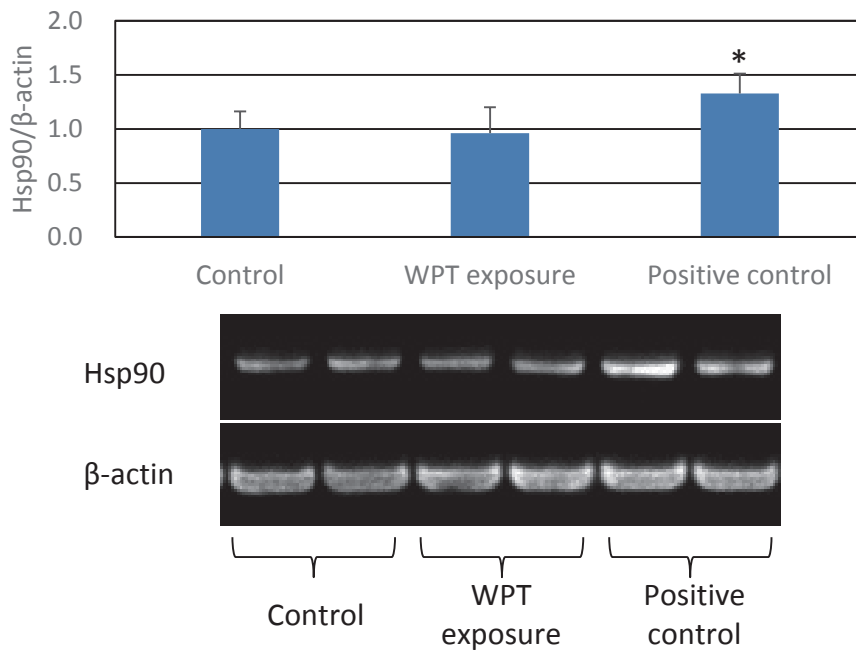 2.0
1.5
1.0
0.5
0.0
Hsp90/β-actin
*
Control
WPT exposure
Positive control
Hsp90
β-actin
Control
WPT
exposure
Positive
control